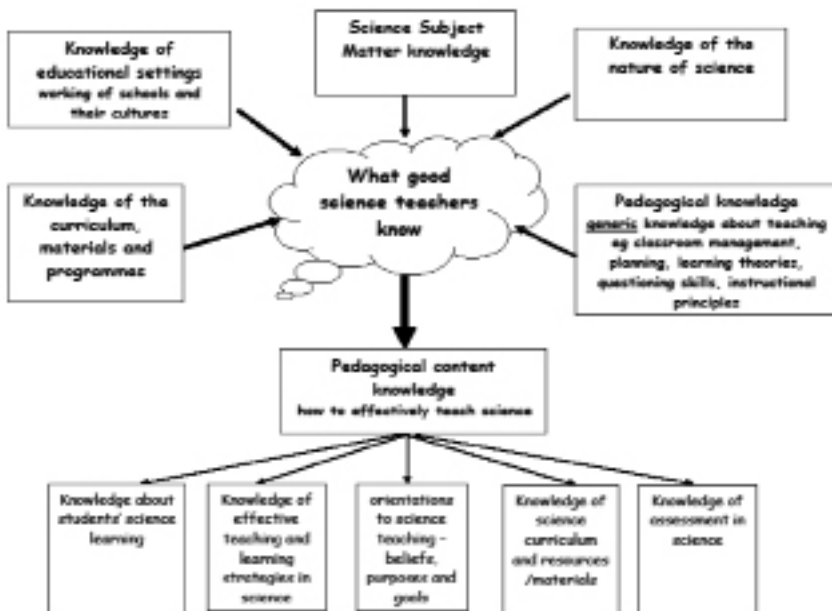 Science Subject
Matter knowledge
Knowledge of
educational settings
working of schools and
their cultures
Knowledge of the
nature of science
What good
science teachers
know
Knowledge of the
curriculum,
materials and
programmes
Pedagogical knowledge
generic knowledge about teaching
eg classroom management,
planning, learning theories,
questioning skills, instructional
principles
Pedagogical content
knowledge
how to effectively teach science
Knowledge about
students' science
learning
Knowledge of
effective teaching
and learning
strategies in
science
orientations to
science teaching –
beliefs,
purposes and
goals
Knowledge of
science
curriculum
and resources
/materials
Knowledge of
assessment in
science